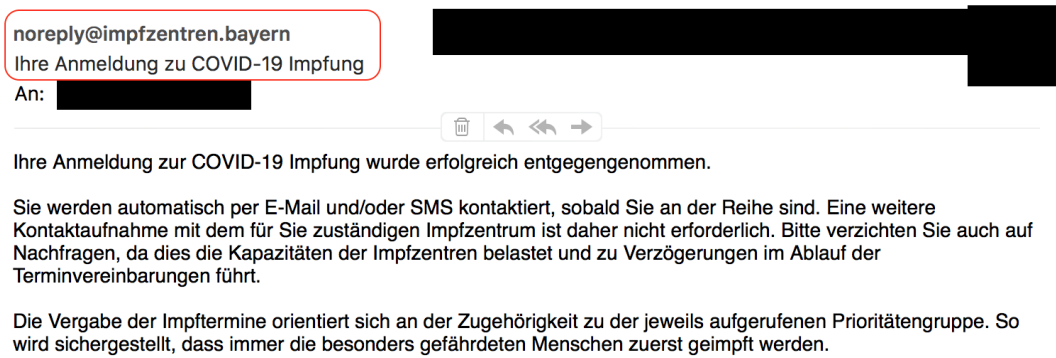 noreply@impfzentren.bayern
Ihre Anmeldung zu COVID-19 Impfung
An:
Ihre Anmeldung zur COVID-19 Impfung wurde erfolgreich entgegengenommen.
Sie werden automatisch per E-Mail und/oder SMS kontaktiert, sobald Sie an der Reihe sind. Eine weitere
Kontaktaufnahme mit dem für Sie zuständigen Impfzentrum ist daher nicht erforderlich. Bitte verzichten Sie auch auf
Nachfragen, da dies die Kapazitäten der Impfzentren belastet und zu Verzögerungen im Ablauf der
Terminvereinbarungen führt.
Die Vergabe der Impftermine orientiert sich an der Zugehörigkeit zu der jeweils aufgerufenen Prioritätengruppe. So
wird sichergestellt, dass immer die besonders gefährdeten Menschen zuerst geimpft werden.